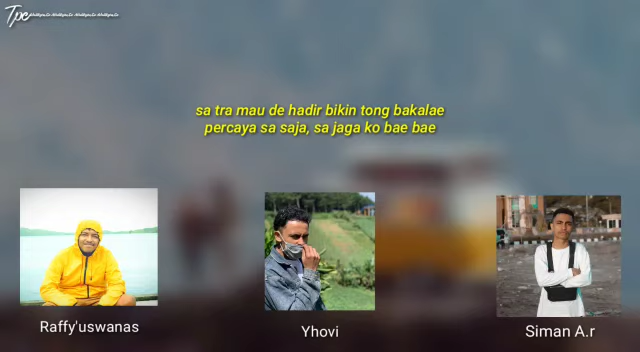 Tpc
sa tra mau de hadir bikin tong bakalae
percaya sa saja, sa jaga ko bae bae
Raffy'uswanas
Yhovi
Siman A.r